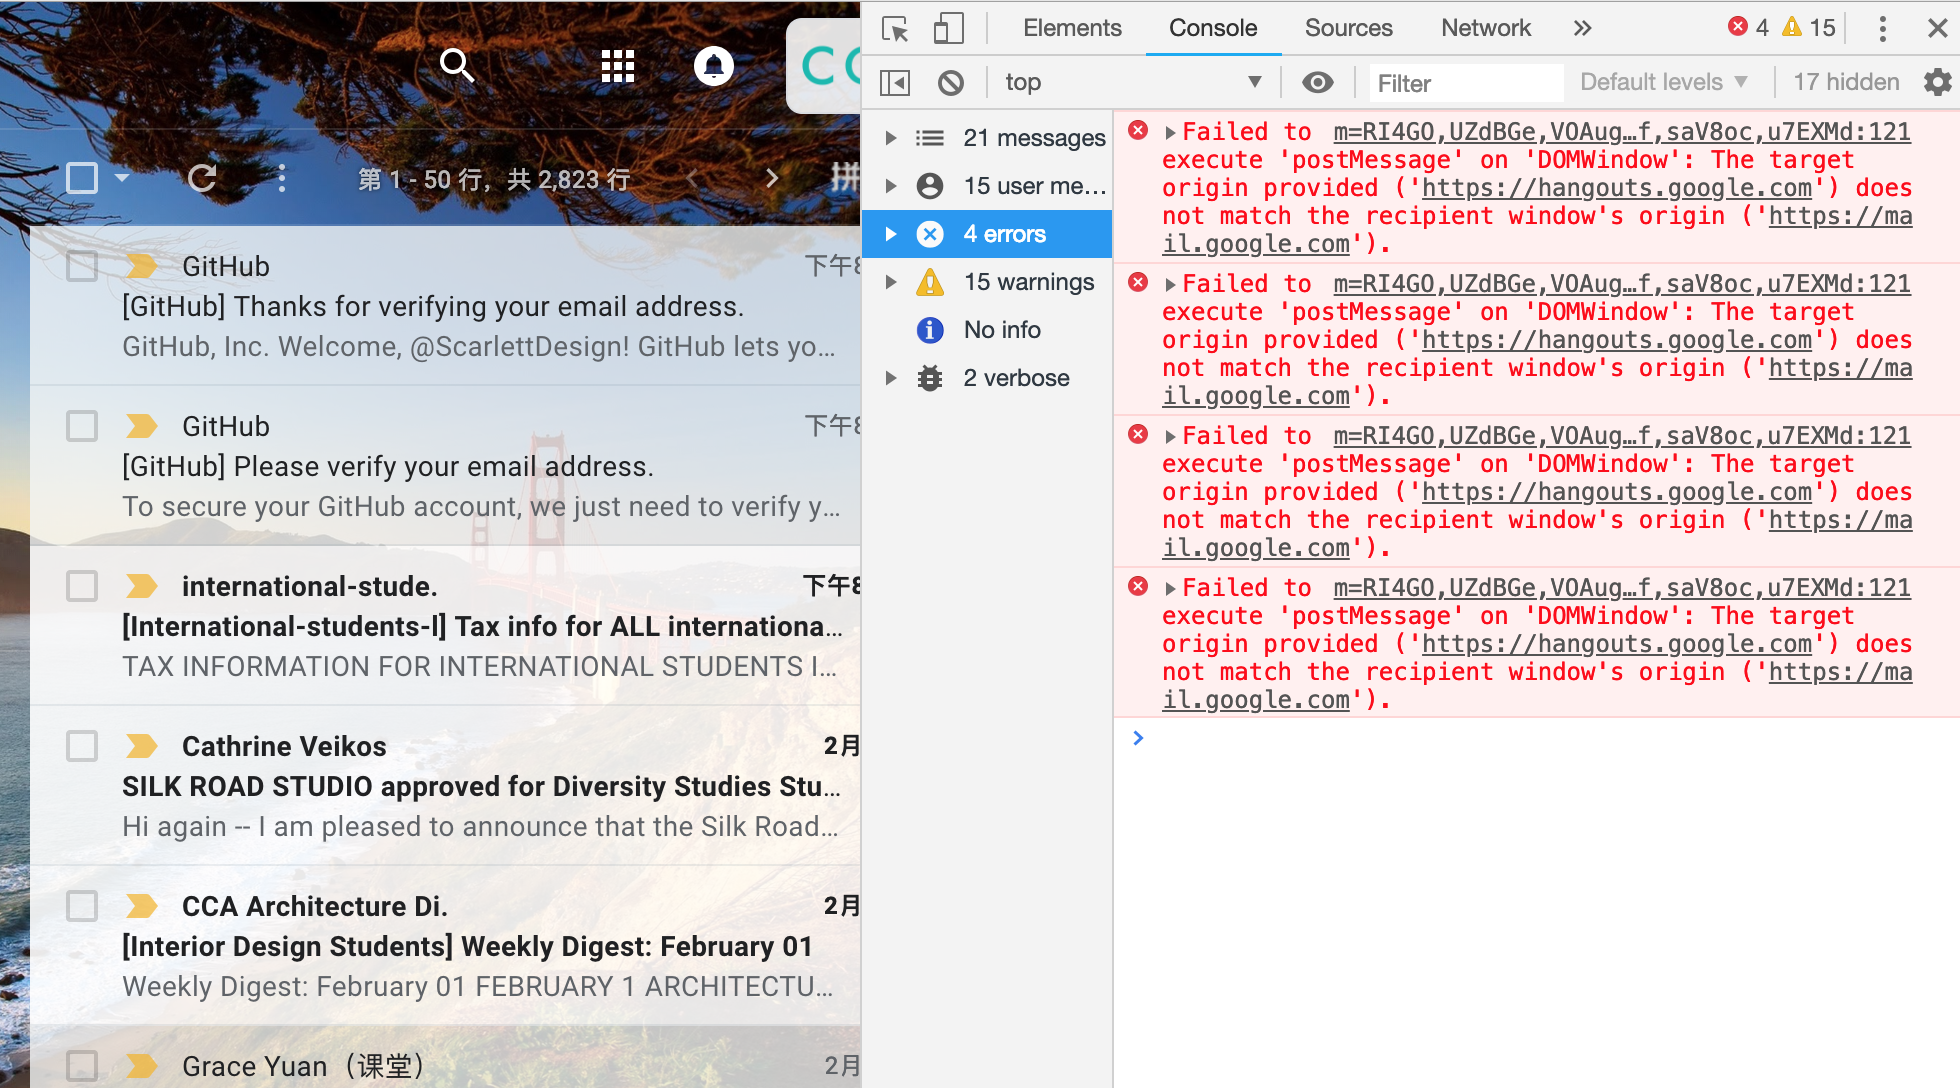 CC
第 1 - 50 行，共 2,823 行
拼
GitHub 下午8
[GitHub] Thanks for verifying your email address.
GitHub, Inc. Welcome, @ScarlettDesign! GitHub lets yo…
GitHub 下午8
[GitHub] Please verify your email address.
To secure your GitHub account, we just need to verify y…
international-stude. 下午8
[International-students-l] Tax info for ALL internationa…
TAX INFORMATION FOR INTERNATIONAL STUDENTS I…
Cathrine Veikos 2月
SILK ROAD STUDIO approved for Diversity Studies Stu…
Hi again -- I am pleased to announce that the Silk Road…
CCA Architecture Di. 2月
[Interior Design Students] Weekly Digest: February 01
Weekly Digest: February 01 FEBRUARY 1 ARCHITECTU…
Grace Yuan（课堂） 2月
Elements Console Sources Network » 4 15
top Filter Default levels 17 hidden
21 messages
15 user me…
4 errors
15 warnings
No info
2 verbose
Failed to m=RI4GO,UZdBGe,VOAug…f,saV8oc,u7EXMd:121
execute 'postMessage' on 'DOMWindow': The target
origin provided ('https://hangouts.google.com') does
not match the recipient window's origin ('https://ma
il.google.com').
Failed to m=RI4GO,UZdBGe,VOAug…f,saV8oc,u7EXMd:121
execute 'postMessage' on 'DOMWindow': The target
origin provided ('https://hangouts.google.com') does
not match the recipient window's origin ('https://ma
il.google.com').
Failed to m=RI4GO,UZdBGe,VOAug…f,saV8oc,u7EXMd:121
execute 'postMessage' on 'DOMWindow': The target
origin provided ('https://hangouts.google.com') does
not match the recipient window's origin ('https://ma
il.google.com').
Failed to m=RI4GO,UZdBGe,VOAug…f,saV8oc,u7EXMd:121
execute 'postMessage' on 'DOMWindow': The target
origin provided ('https://hangouts.google.com') does
not match the recipient window's origin ('https://ma
il.google.com').